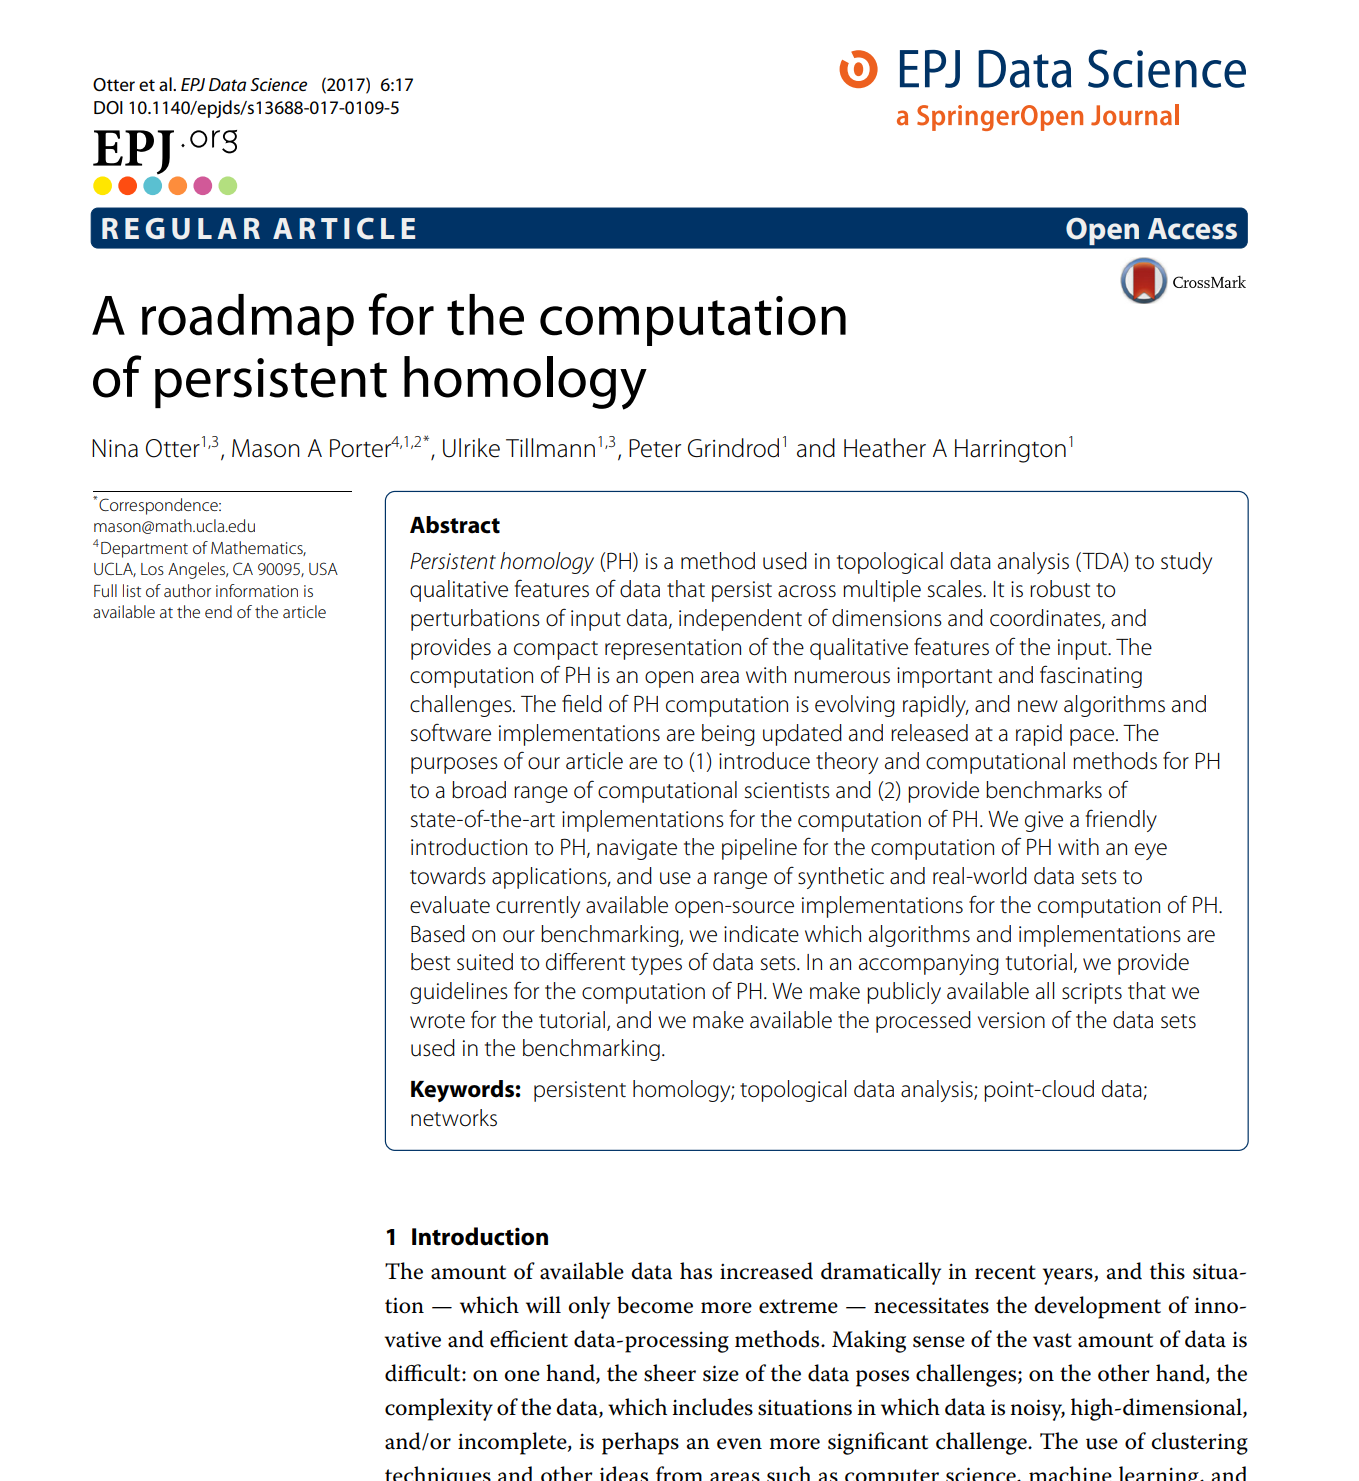 Otter et al. EPJ Data Science (2017) 6:17
DOI 10.1140/epjds/s13688-017-0109-5
EPJ.org
EPJ Data Science
a SpringerOpen Journal
REGULAR ARTICLE
Open Access
CrossMark
A roadmap for the computation
of persistent homology
Nina Otter1,3, Mason A Porter4,1,2*, Ulrike Tillmann1,3, Peter Grindrod1 and Heather A Harrington1
*Correspondence:
mason@math.ucla.edu
4Department of Mathematics,
UCLA, Los Angeles, CA 90095, USA
Full list of author information is
available at the end of the article
Abstract
Persistent homology (PH) is a method used in topological data analysis (TDA) to study
qualitative features of data that persist across multiple scales. It is robust to
perturbations of input data, independent of dimensions and coordinates, and
provides a compact representation of the qualitative features of the input. The
computation of PH is an open area with numerous important and fascinating
challenges. The field of PH computation is evolving rapidly, and new algorithms and
software implementations are being updated and released at a rapid pace. The
purposes of our article are to (1) introduce theory and computational methods for PH
to a broad range of computational scientists and (2) provide benchmarks of
state-of-the-art implementations for the computation of PH. We give a friendly
introduction to PH, navigate the pipeline for the computation of PH with an eye
towards applications, and use a range of synthetic and real-world data sets to
evaluate currently available open-source implementations for the computation of PH.
Based on our benchmarking, we indicate which algorithms and implementations are
best suited to different types of data sets. In an accompanying tutorial, we provide
guidelines for the computation of PH. We make publicly available all scripts that we
wrote for the tutorial, and we make available the processed version of the data sets
used in the benchmarking.
Keywords: persistent homology; topological data analysis; point-cloud data;
networks
1 Introduction
The amount of available data has increased dramatically in recent years, and this situa-
tion — which will only become more extreme — necessitates the development of inno-
vative and efficient data-processing methods. Making sense of the vast amount of data is
difficult: on one hand, the sheer size of the data poses challenges; on the other hand, the
complexity of the data, which includes situations in which data is noisy, high-dimensional,
and/or incomplete, is perhaps an even more significant challenge. The use of clustering
techniques and other ideas from areas such as computer science, machine learning, and